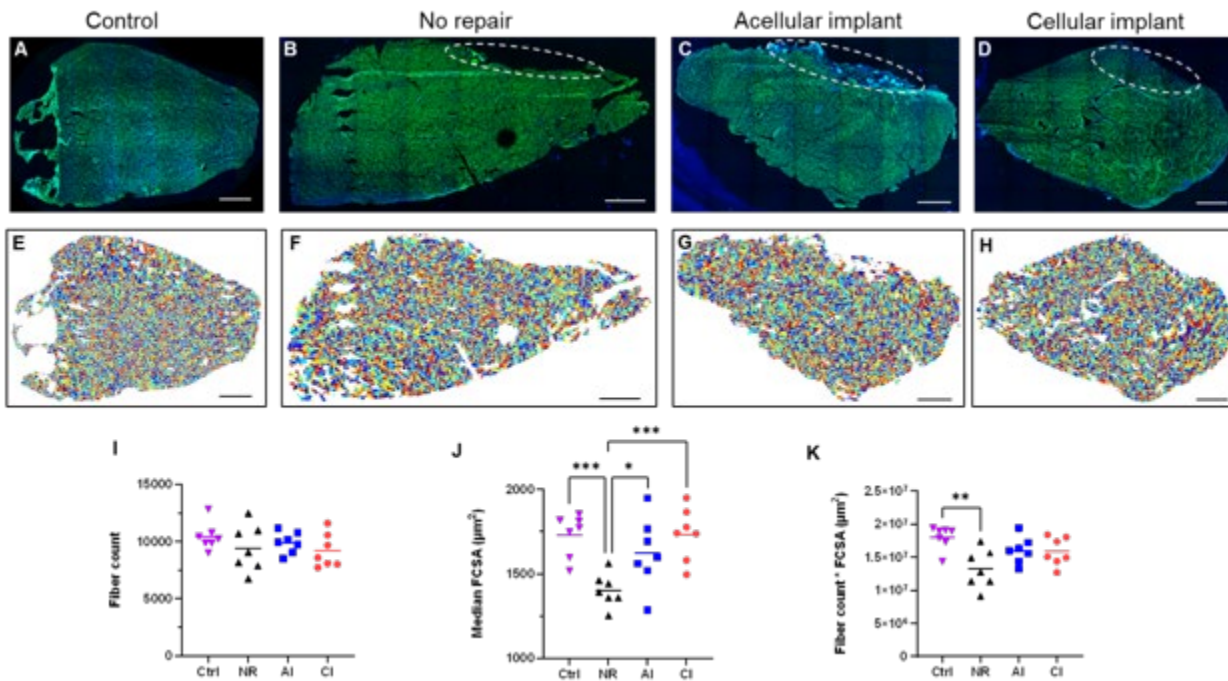 Control No repair Acellular implant Cellular implant
A B C D
E F G H
I
Fiber count
15000
10000
5000
0
Ctrl NR AI CI
J
Median FCSA (µm²)
*** * ***
2000
1500
1000
Ctrl NR AI CI
K
Fiber count * FCSA (µm²)
**
2.5×10⁷
2×10⁷
1.5×10⁷
1×10⁷
5×10⁶
0
Ctrl NR AI CI